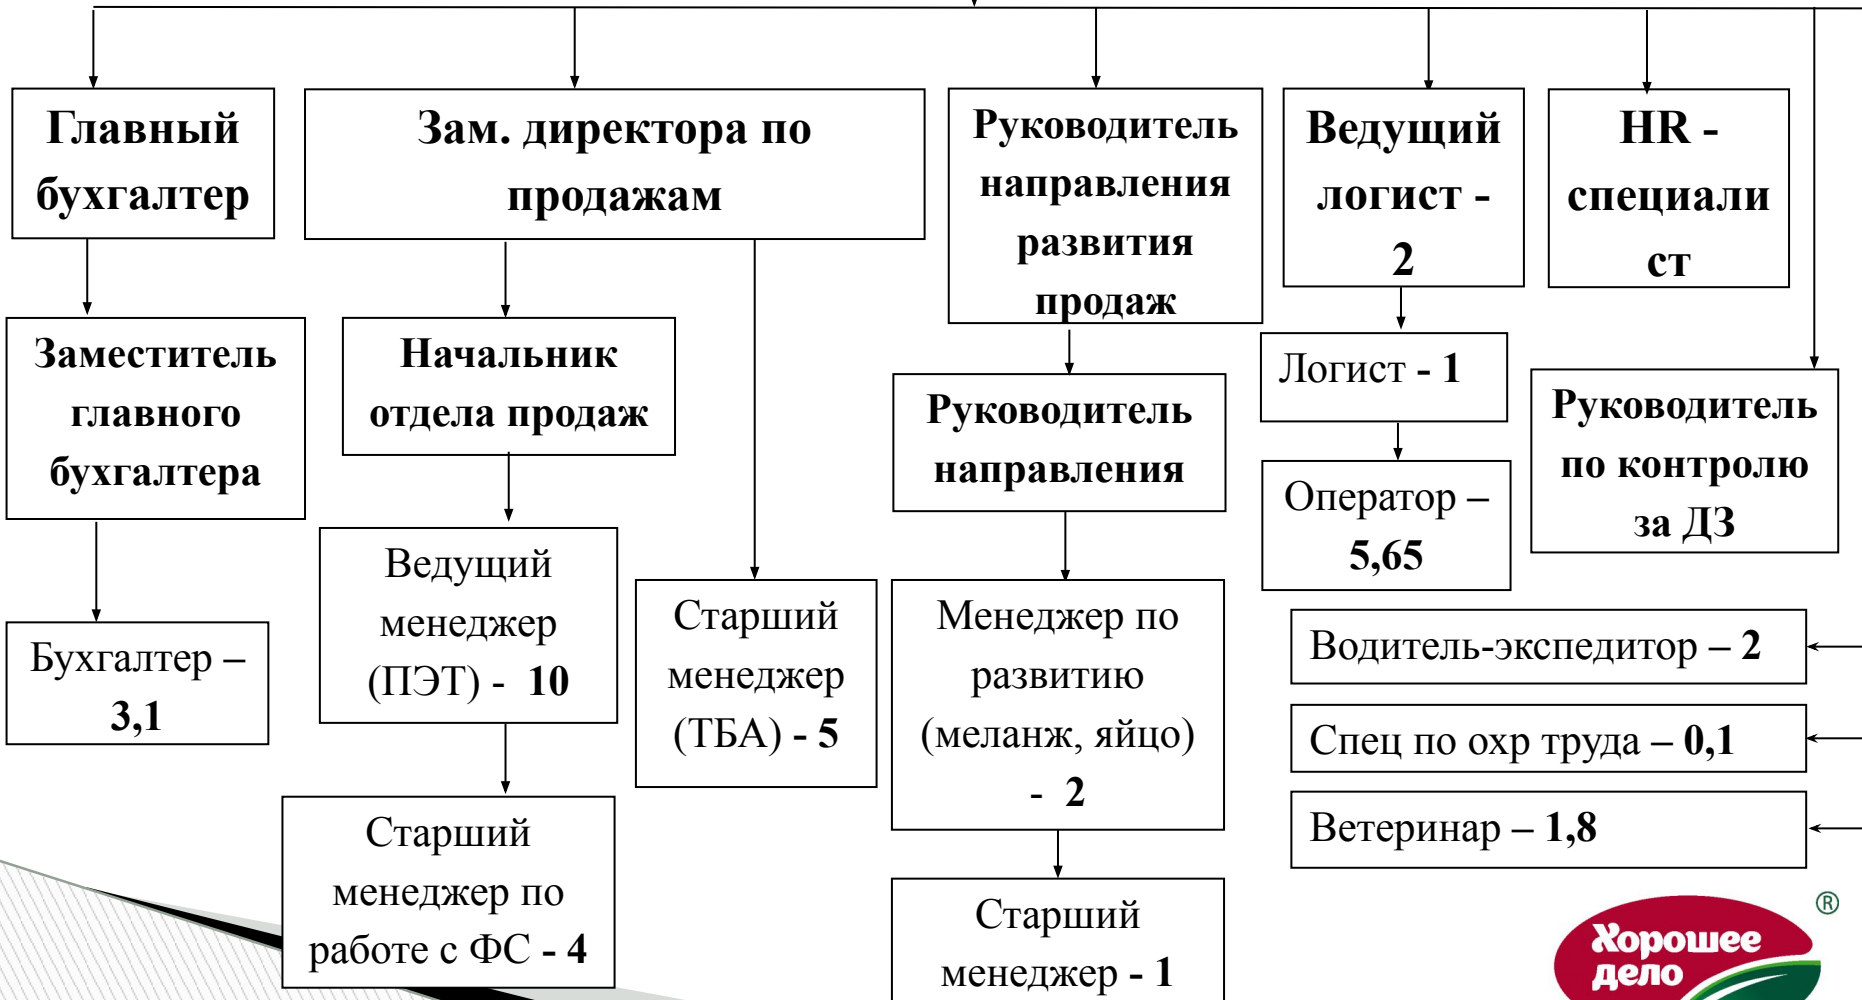 Главный
бухгалтер
Зам. директора по
продажам
Руководитель
направления
развития
продаж
Ведущий
логист -
2
HR -
специали
ст
Заместитель
главного
бухгалтера
Начальник
отдела продаж
Руководитель
направления
Логист - 1
Руководитель
по контролю
за ДЗ
Оператор –
5,65
Бухгалтер –
3,1
Ведущий
менеджер
(ПЭТ) - 10
Старший
менеджер
(ТБА) - 5
Менеджер по
развитию
(меланж, яйцо)
- 2
Водитель-экспедитор – 2
Спец по охр труда – 0,1
Ветеринар – 1,8
Старший
менеджер по
работе с ФС - 4
Старший
менеджер - 1
Хорошее
дело
®